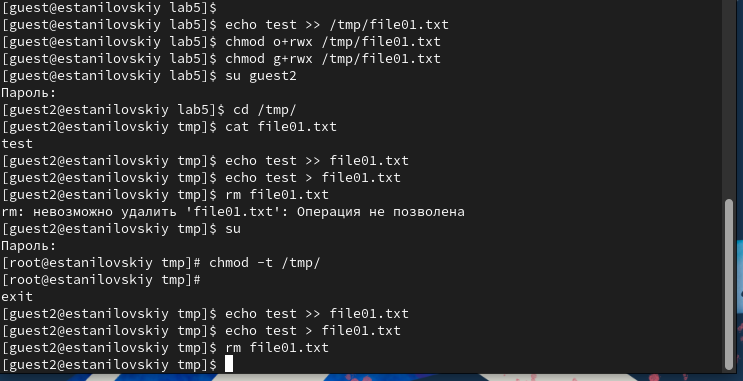 [guest@estanilovskiy lab5]$
[guest@estanilovskiy lab5]$ echo test >> /tmp/file01.txt
[guest@estanilovskiy lab5]$ chmod o+rwx /tmp/file01.txt
[guest@estanilovskiy lab5]$ chmod g+rwx /tmp/file01.txt
[guest@estanilovskiy lab5]$ su guest2
Пароль:
[guest2@estanilovskiy lab5]$ cd /tmp/
[guest2@estanilovskiy tmp]$ cat file01.txt
test
[guest2@estanilovskiy tmp]$ echo test >> file01.txt
[guest2@estanilovskiy tmp]$ echo test > file01.txt
[guest2@estanilovskiy tmp]$ rm file01.txt
rm: невозможно удалить 'file01.txt': Операция не позволена
[guest2@estanilovskiy tmp]$ su
Пароль:
[root@estanilovskiy tmp]# chmod -t /tmp/
[root@estanilovskiy tmp]#
exit
[guest2@estanilovskiy tmp]$ echo test >> file01.txt
[guest2@estanilovskiy tmp]$ echo test > file01.txt
[guest2@estanilovskiy tmp]$ rm file01.txt
[guest2@estanilovskiy tmp]$